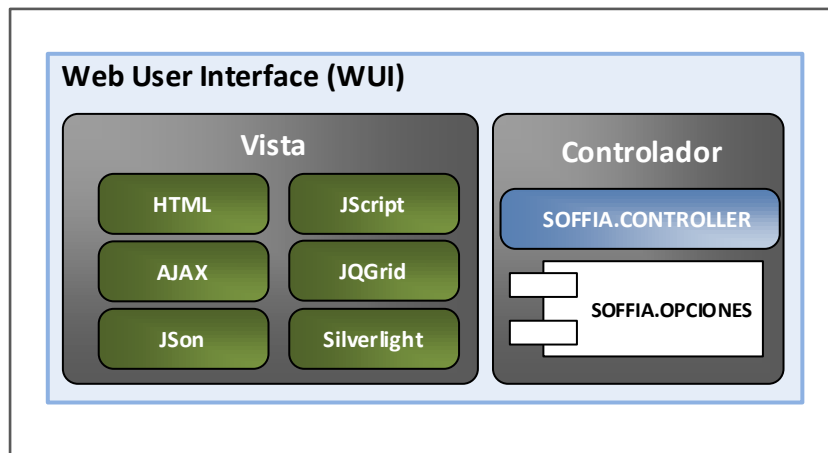 Web User Interface (WUI)
Vista
HTML
JScript
AJAX
JQGrid
JSon
Silverlight
Controlador
SOFFIA.CONTROLLER
SOFFIA.OPCIONES